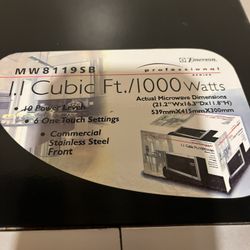 Emerson
MW8119SB
professional
SERIES
1.1 Cubic Ft./1000 Watts
Actual Microwave Dimensions
(21.2"Wx16.3"Dx11.8"H)
539mmX415mmX300mm
• 10 Power Level
• 6 One Touch Settings
• Commercial
Stainless Steel
Front